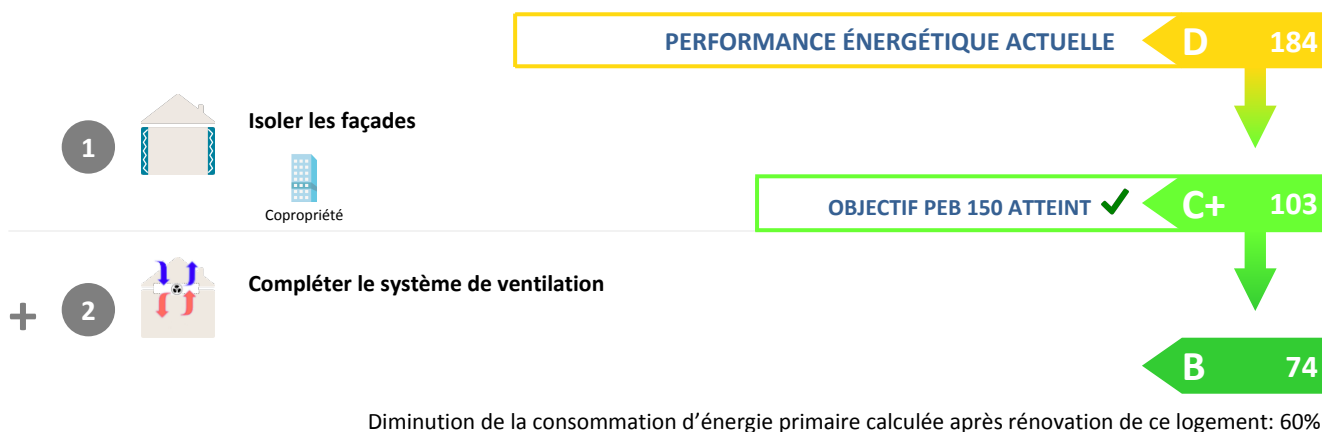 PERFORMANCE ÉNERGÉTIQUE ACTUELLE D 184
1 Isoler les façades
Copropriété
OBJECTIF PEB 150 ATTEINT ✓ C+ 103
+ 2 Compléter le système de ventilation
B 74
Diminution de la consommation d’énergie primaire calculée après rénovation de ce logement: 60%